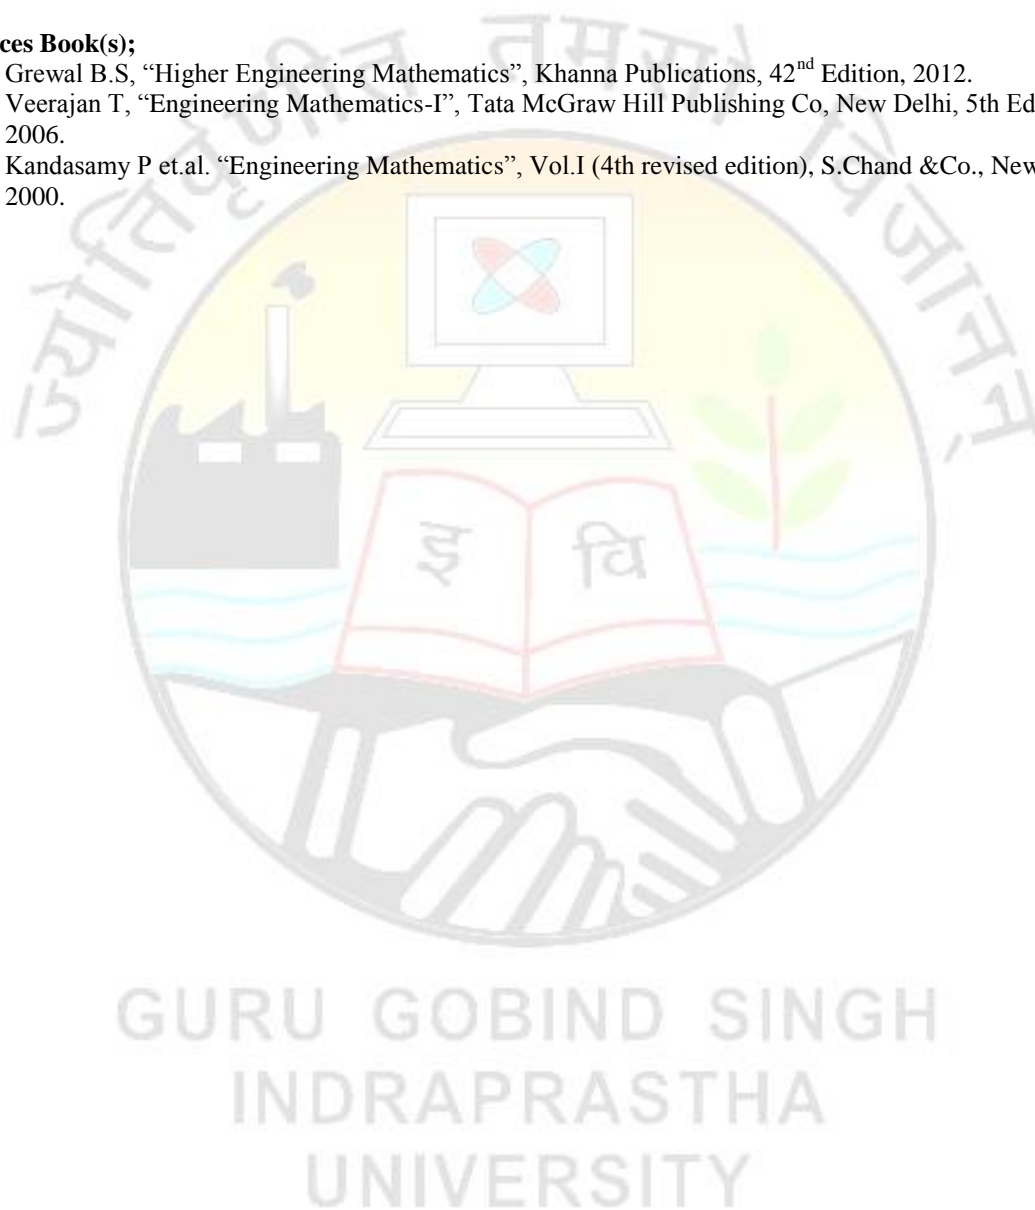 ces Book(s);
Grewal B.S, “Higher Engineering Mathematics”, Khanna Publications, 42nd Edition, 2012.
Veerajan T, “Engineering Mathematics-I”, Tata McGraw Hill Publishing Co, New Delhi, 5th Ed
2006.
Kandasamy P et.al. “Engineering Mathematics”, Vol.I (4th revised edition), S.Chand &Co., New
2000.
ज्योतिर्वृणीत तमसो विजानन्
इ वि
GURU GOBIND SINGH
INDRAPRASTHA
UNIVERSITY